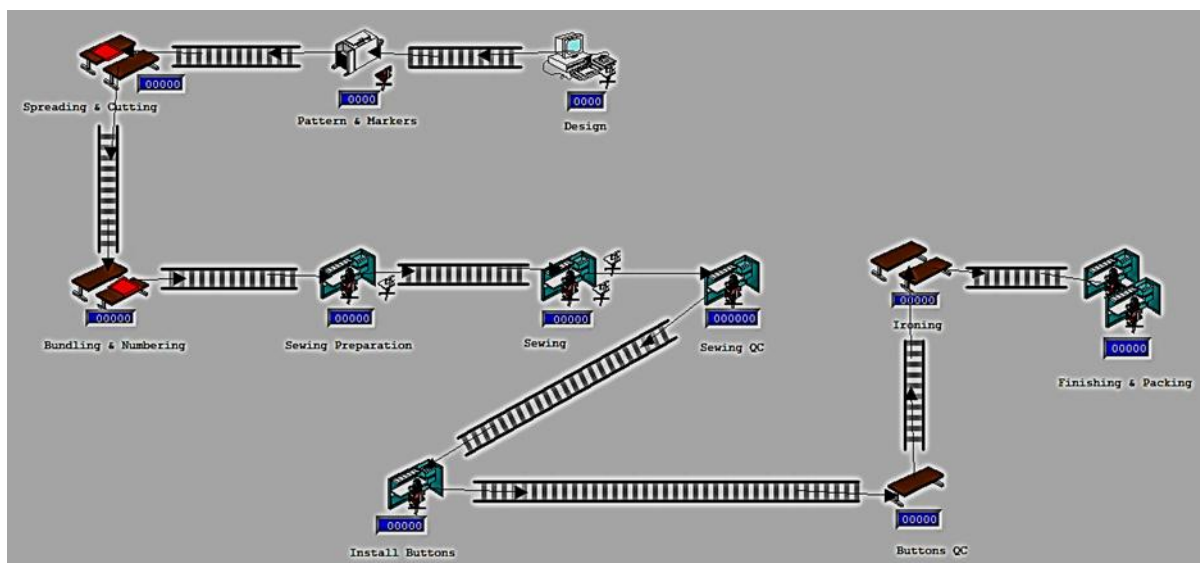 00000
0000
0000
Spreading & Cutting
Pattern & Markers
Design
00000
00000
00000
000000
00000
Bundling & Numbering
Sewing Preparation
Sewing
Sewing QC
Ironing
00000
Finishing & Packing
00000
00000
Install Buttons
Buttons QC